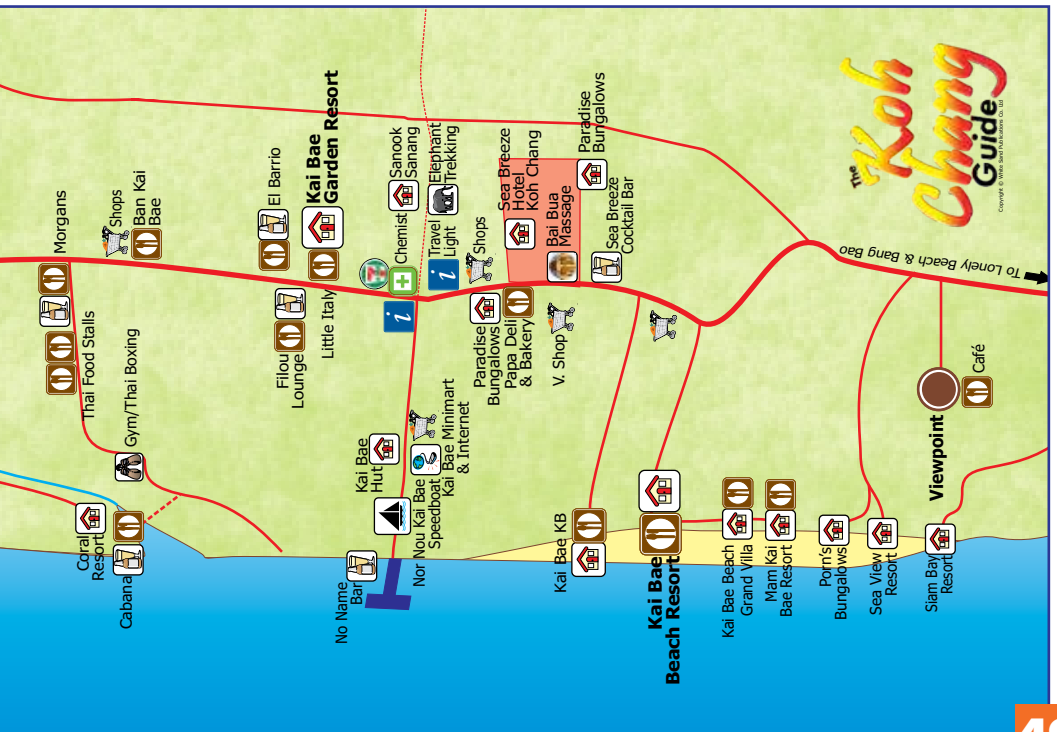 Morgans
Shops
Ban Kai
Bae
Thai Food Stalls
Gym/Thai Boxing
Coral
Resort
Cabana
El Barrio
Kai Bae
Garden Resort
Filou
Lounge
Little Italy
Chemist
Sanook
Sanang
Travel
Light
Elephant
Trekking
Shops
Sea Breeze
Hotel
Koh Chang
Bai Bua
Massage
Paradise
Bungalows
Sea Breeze
Cocktail Bar
Paradise
Bungalows
Papa Deli
& Bakery
V. Shop
Kai Bae
Hut
Kai Bae Minimart
& Internet
Nor Nou Kai Bae
Speedboat
No Name
Bar
Kai Bae KB
Kai Bae
Beach Resort
Kai Bae Beach
Grand Villa
Mam Kai
Bae Resort
Porn's
Bungalows
Sea View
Resort
Siam Bay
Resort
Viewpoint
Café
To Lonely Beach & Bang Bao
The
Koh
Chang
Guide
Copyright © White Sand Publications Co. Ltd